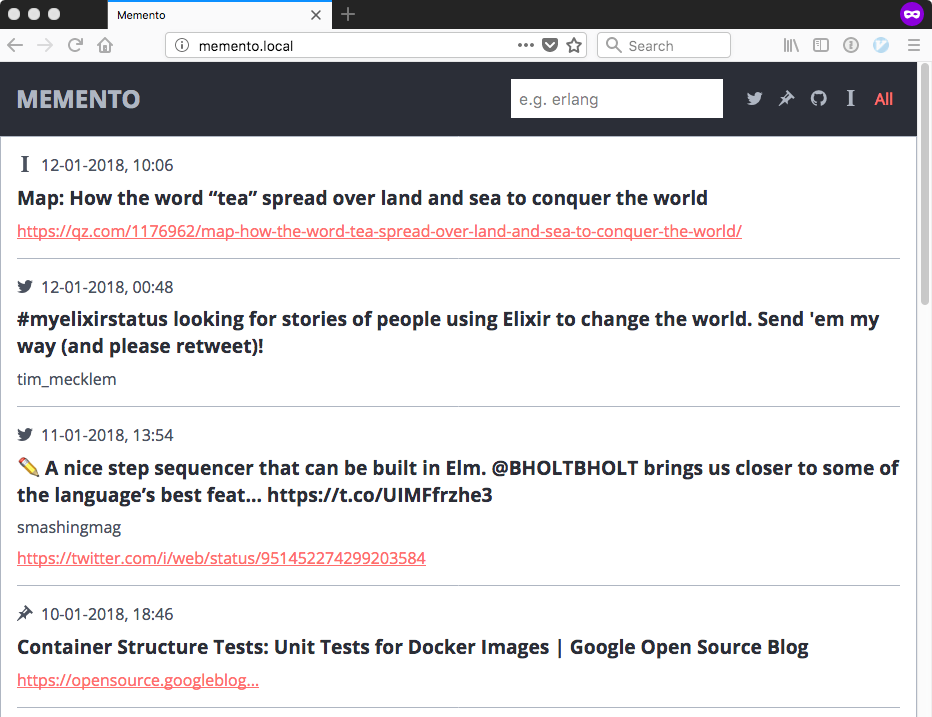 Memento
memento.local
Search
MEMENTO
e.g. erlang
All
12-01-2018, 10:06
Map: How the word “tea” spread over land and sea to conquer the world
https://qz.com/1176962/map-how-the-word-tea-spread-over-land-and-sea-to-conquer-the-world/
12-01-2018, 00:48
#myelixirstatus looking for stories of people using Elixir to change the world. Send 'em my
way (and please retweet)!
tim_mecklem
11-01-2018, 13:54
✏️ A nice step sequencer that can be built in Elm. @BHOLTBHOLT brings us closer to some of
the language’s best feat… https://t.co/UIMFfrzhe3
smashingmag
https://twitter.com/i/web/status/951452274299203584
10-01-2018, 18:46
Container Structure Tests: Unit Tests for Docker Images | Google Open Source Blog
https://opensource.googleblog...